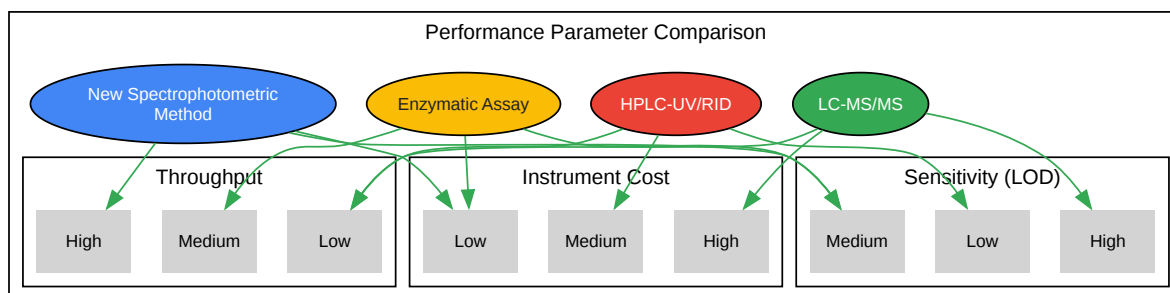 Performance Parameter Comparison
New Spectrophotometric
Method
Enzymatic Assay
HPLC-UV/RID
LC-MS/MS
Throughput
Instrument Cost
Sensitivity (LOD)
High
Medium
Low
Low
Medium
High
Medium
Low
High